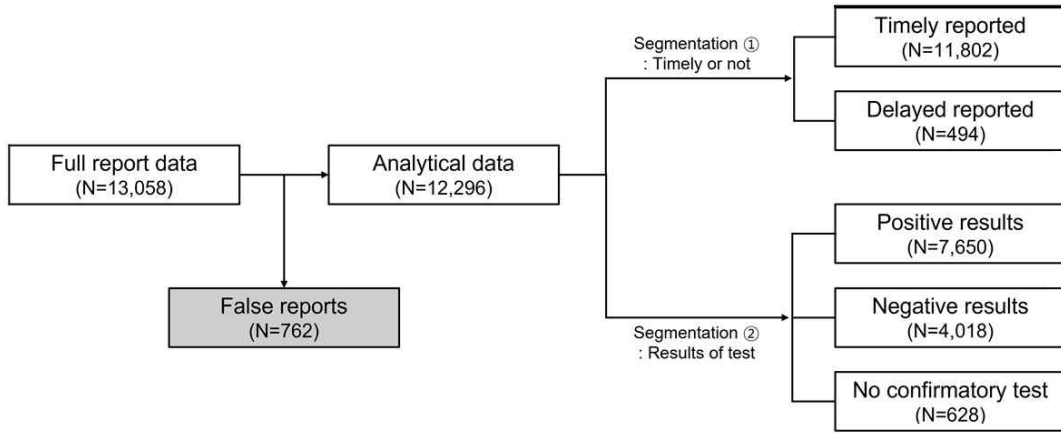 Full report data
(N=13,058)
False reports
(N=762)
Analytical data
(N=12,296)
Segmentation ①
: Timely or not
Timely reported
(N=11,802)
Delayed reported
(N=494)
Segmentation ②
: Results of test
Positive results
(N=7,650)
Negative results
(N=4,018)
No confirmatory test
(N=628)